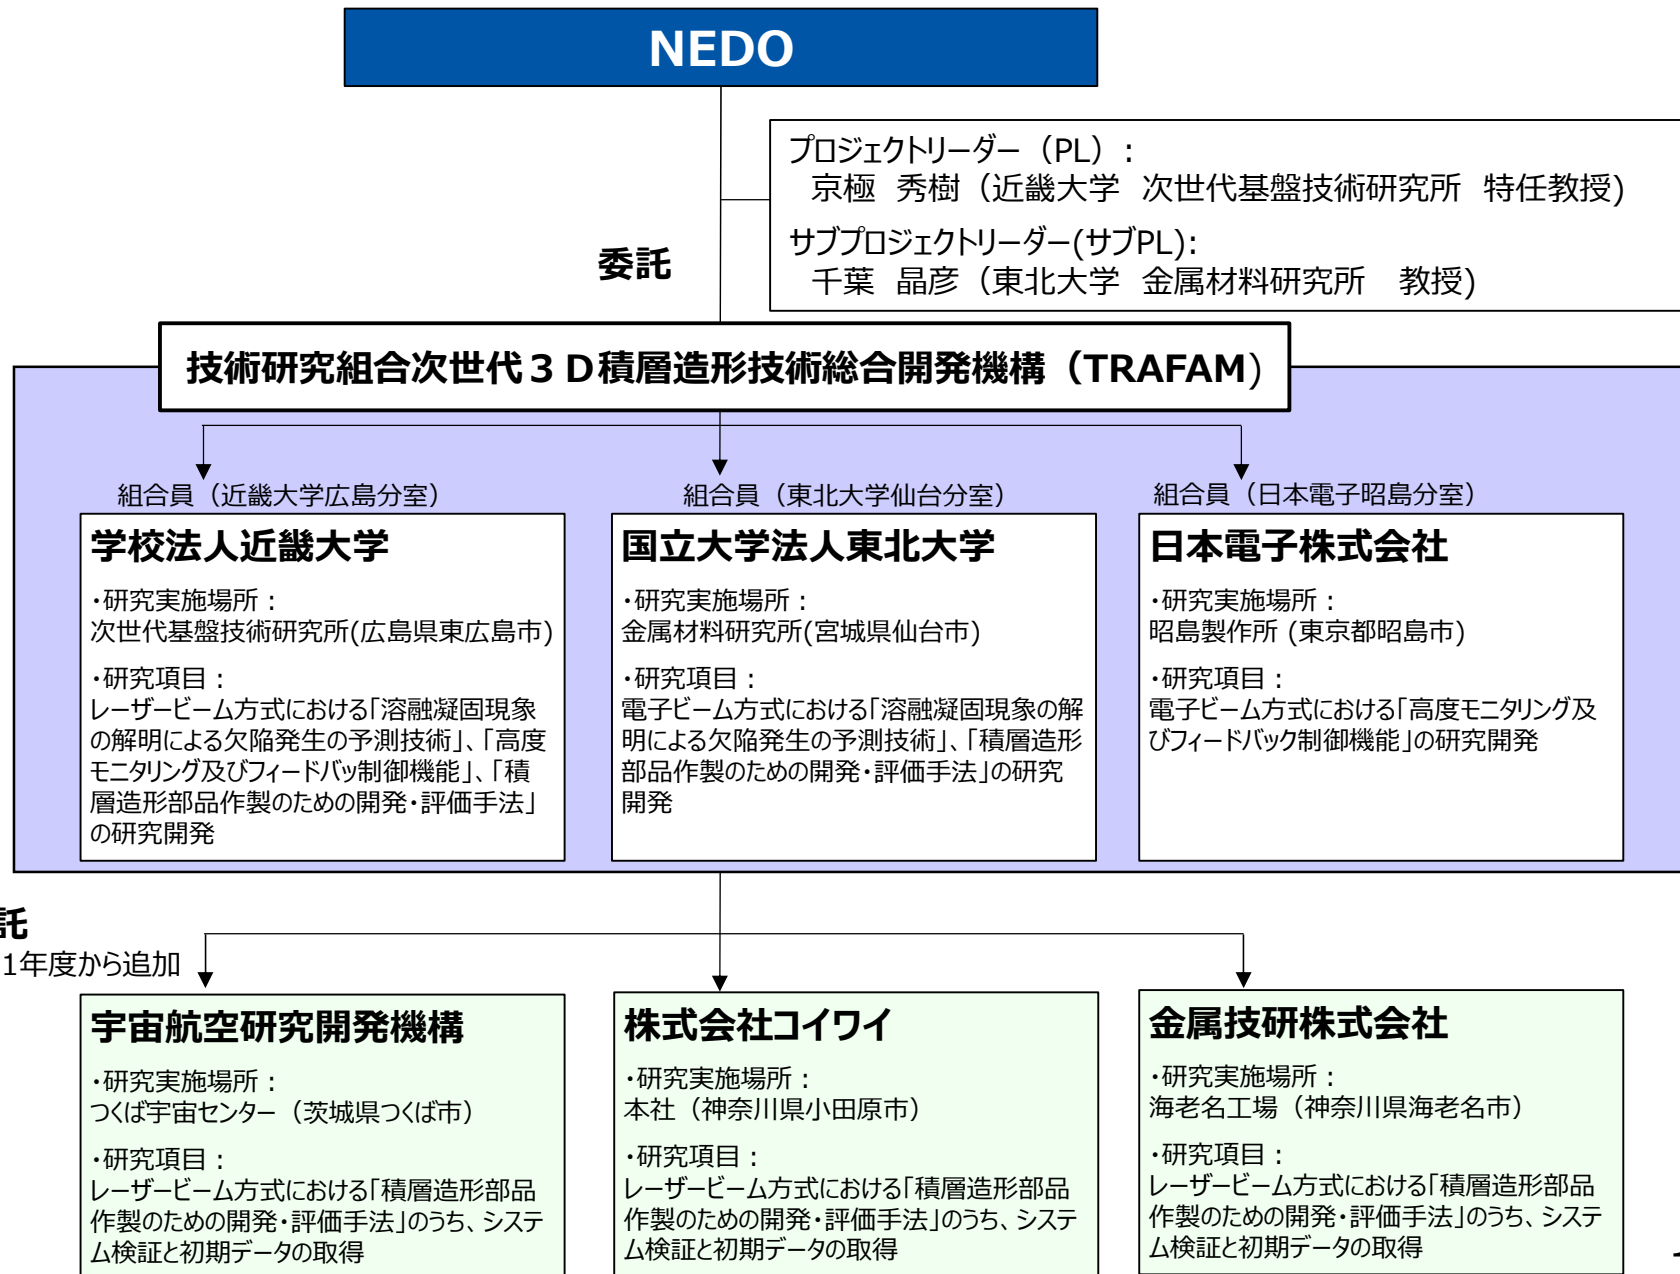 NEDO
プロジェクトリーダー（PL）：
京極 秀樹（近畿大学 次世代基盤技術研究所 特任教授)
サブプロジェクトリーダー(サブPL)：
千葉 晶彦（東北大学 金属材料研究所　教授)
委託
技術研究組合次世代３Ｄ積層造形技術総合開発機構（TRAFAM)
組合員（近畿大学広島分室）
学校法人近畿大学
・研究実施場所：
次世代基盤技術研究所(広島県東広島市)
・研究項目：
レーザービーム方式における「溶融凝固現象
の解明による欠陥発生の予測技術」、「高度
モニタリング及びフィードバッ制御機能」、「積
層造形部品作製のための開発・評価手法」
の研究開発
組合員（東北大学仙台分室）
国立大学法人東北大学
・研究実施場所：
金属材料研究所(宮城県仙台市)
・研究項目：
電子ビーム方式における「溶融凝固現象の解
明による欠陥発生の予測技術」、「積層造形
部品作製のための開発・評価手法」の研究
開発
組合員（日本電子昭島分室）
日本電子株式会社
・研究実施場所：
昭島製作所 (東京都昭島市)
・研究項目：
電子ビーム方式における「高度モニタリング及
びフィードバック制御機能」の研究開発
託
1年度から追加
宇宙航空研究開発機構
・研究実施場所：
つくば宇宙センター（茨城県つくば市）
・研究項目：
レーザービーム方式における「積層造形部品
作製のための開発・評価手法」のうち、システ
ム検証と初期データの取得
株式会社コイワイ
・研究実施場所：
本社（神奈川県小田原市）
・研究項目：
レーザービーム方式における「積層造形部品
作製のための開発・評価手法」のうち、システ
ム検証と初期データの取得
金属技研株式会社
・研究実施場所：
海老名工場（神奈川県海老名市）
・研究項目：
レーザービーム方式における「積層造形部品
作製のための開発・評価手法」のうち、システ
ム検証と初期データの取得